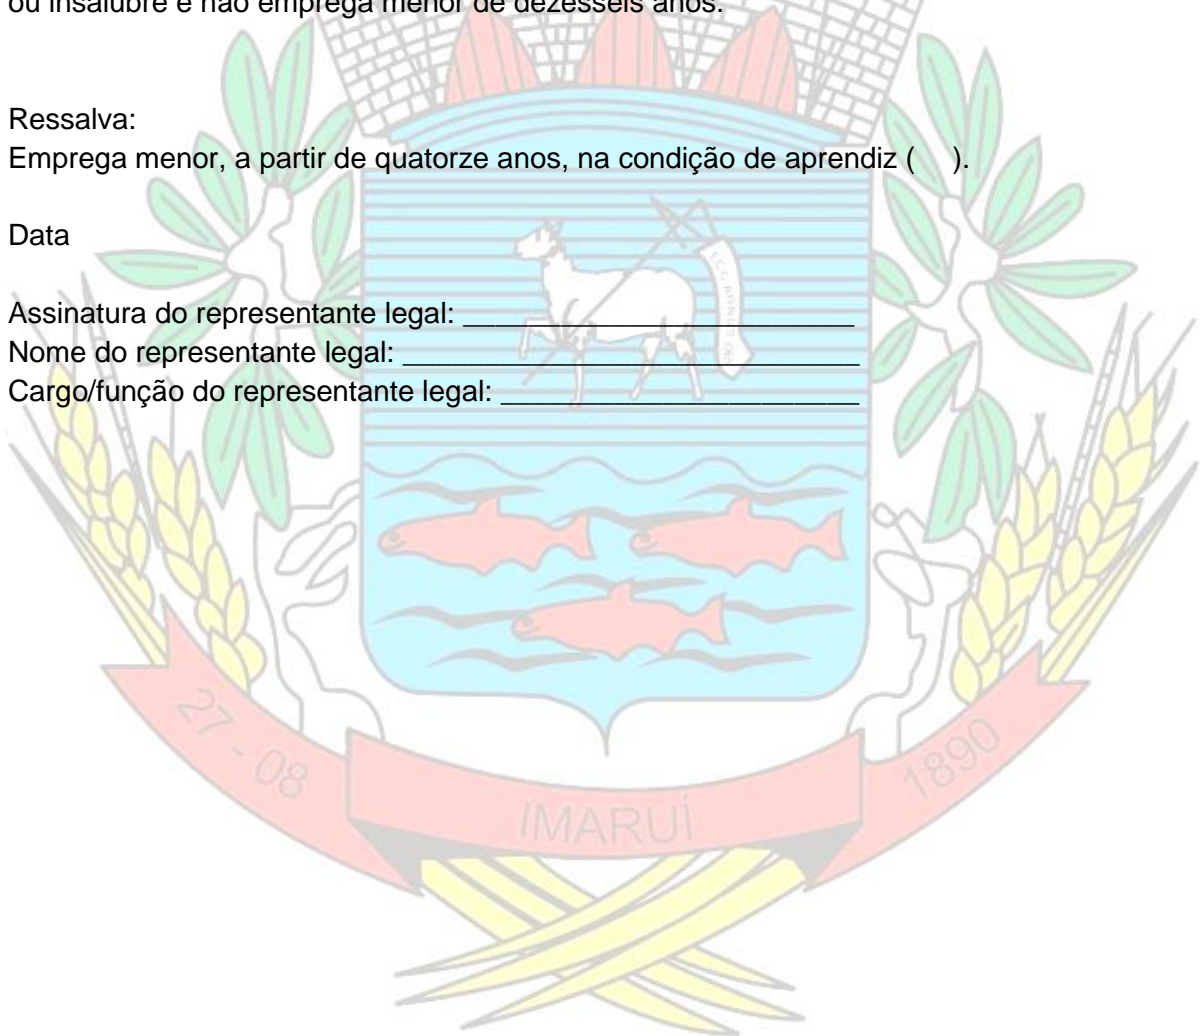 ou insalubre e não emprega menor de dezesseis anos.
Ressalva:
Emprega menor, a partir de quatorze anos, na condição de aprendiz (    ).
Data
Assinatura do representante legal: ________________________
Nome do representante legal: ____________________________
Cargo/função do representante legal: ______________________
27 - 08
IMARUÍ
1890